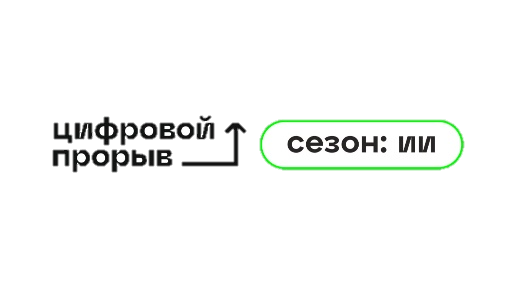 цифровой
прорыв
сезон: ии